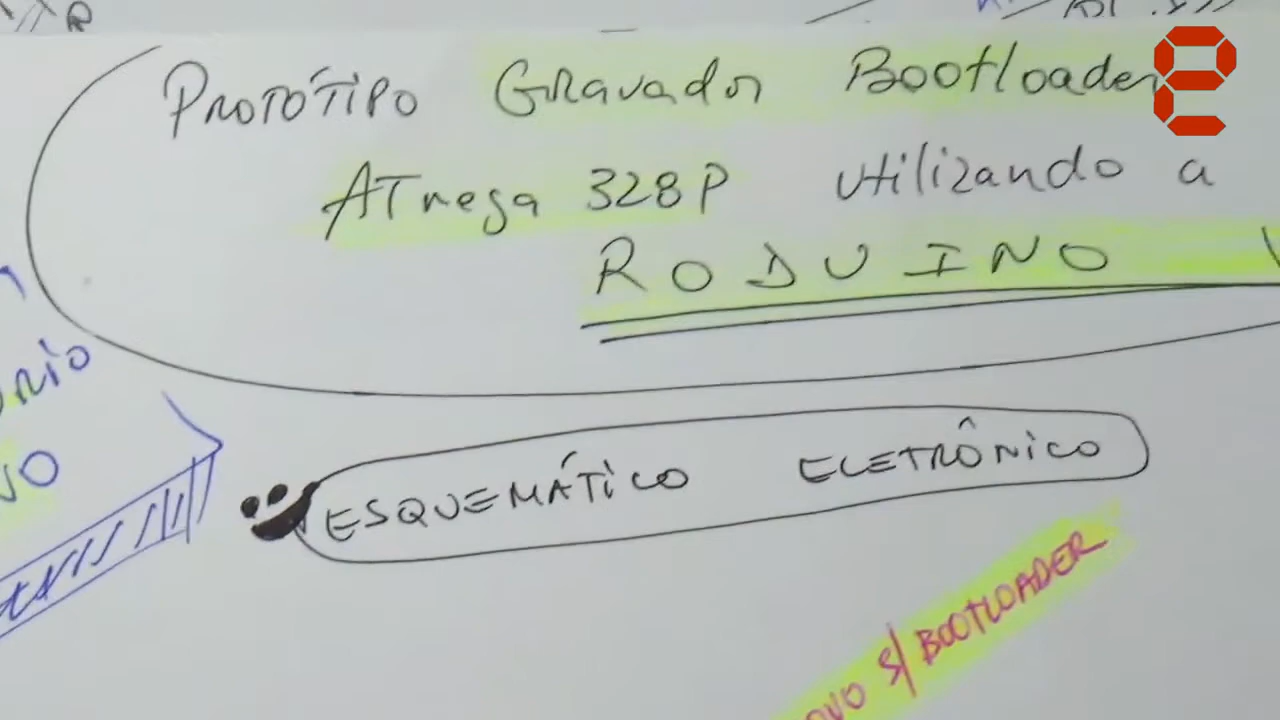 PROTÓTIPO Gravador Bootloader
ATmega 328P utilizando a
RODUINO
ESQUEMÁTICO ELETRÔNICO
S/ BOOTLOADER
e